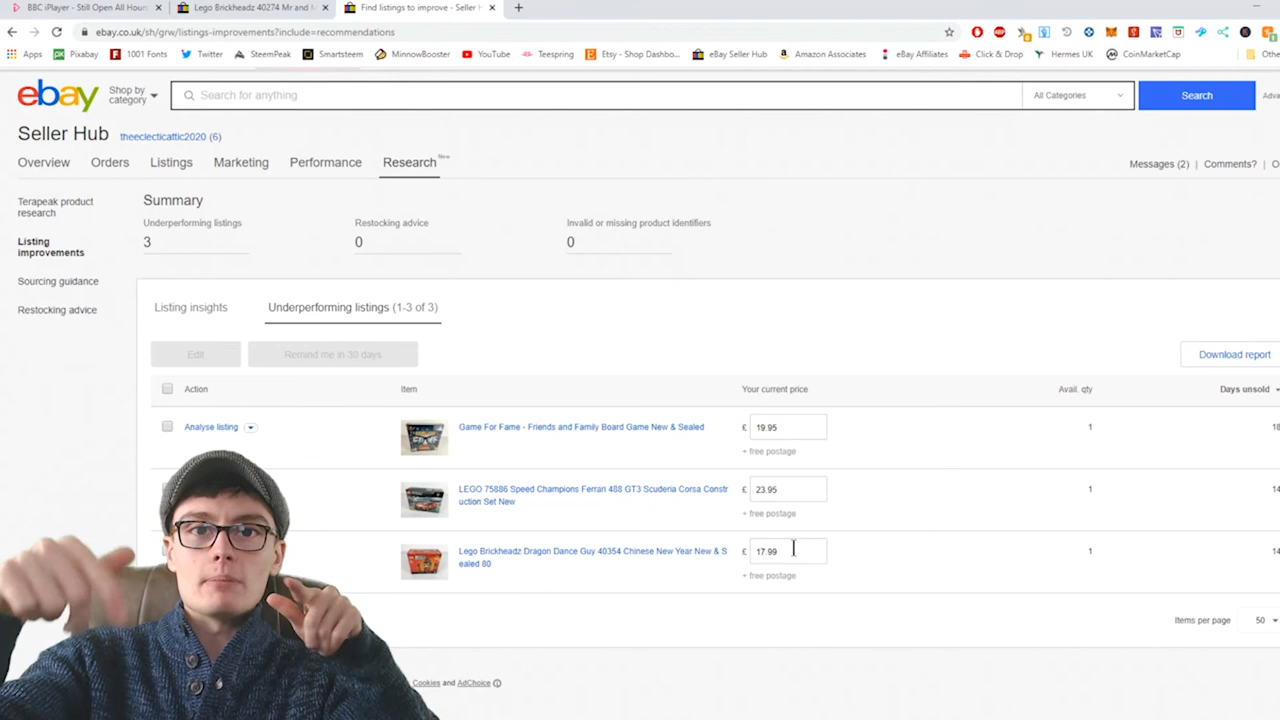 BBC iPlayer - Still Open All Hours
Lego Brickheadz 40274 Mr and M
Find listings to improve - Seller H
ebay.co.uk/sh/grw/listings-improvements?include=recommendations
Apps Pixabay 1001 Fonts Twitter SteemPeak Smartsteem MinnowBooster YouTube Teespring Etsy - Shop Dashbo... eBay Seller Hub Amazon Associates eBay Affiliates Click & Drop Hermes UK CoinMarketCap Othe
ebay
Shop by
category
Search for anything
All Categories
Search
Adva
Seller Hub theeclecticattic2020 (6)
Overview Orders Listings Marketing Performance Research New
Messages (2) | Comments? | O
Terapeak product
research
Listing
improvements
Sourcing guidance
Restocking advice
Summary
Underperforming listings Restocking advice Invalid or missing product identifiers
3 0 0
Listing insights Underperforming listings (1-3 of 3)
Edit Remind me in 30 days Download report
Action Item Your current price Avail. qty Days unsold
Analyse listing Game For Fame - Friends and Family Board Game New & Sealed £ 19.95 1 18
+ free postage
LEGO 75886 Speed Champions Ferrari 488 GT3 Scuderia Corsa Constr £ 23.95 1 14
uction Set New
+ free postage
Lego Brickheadz Dragon Dance Guy 40354 Chinese New Year New & S £ 17.99 1 14
ealed 80
+ free postage
Items per page 50
Cookies and AdChoice